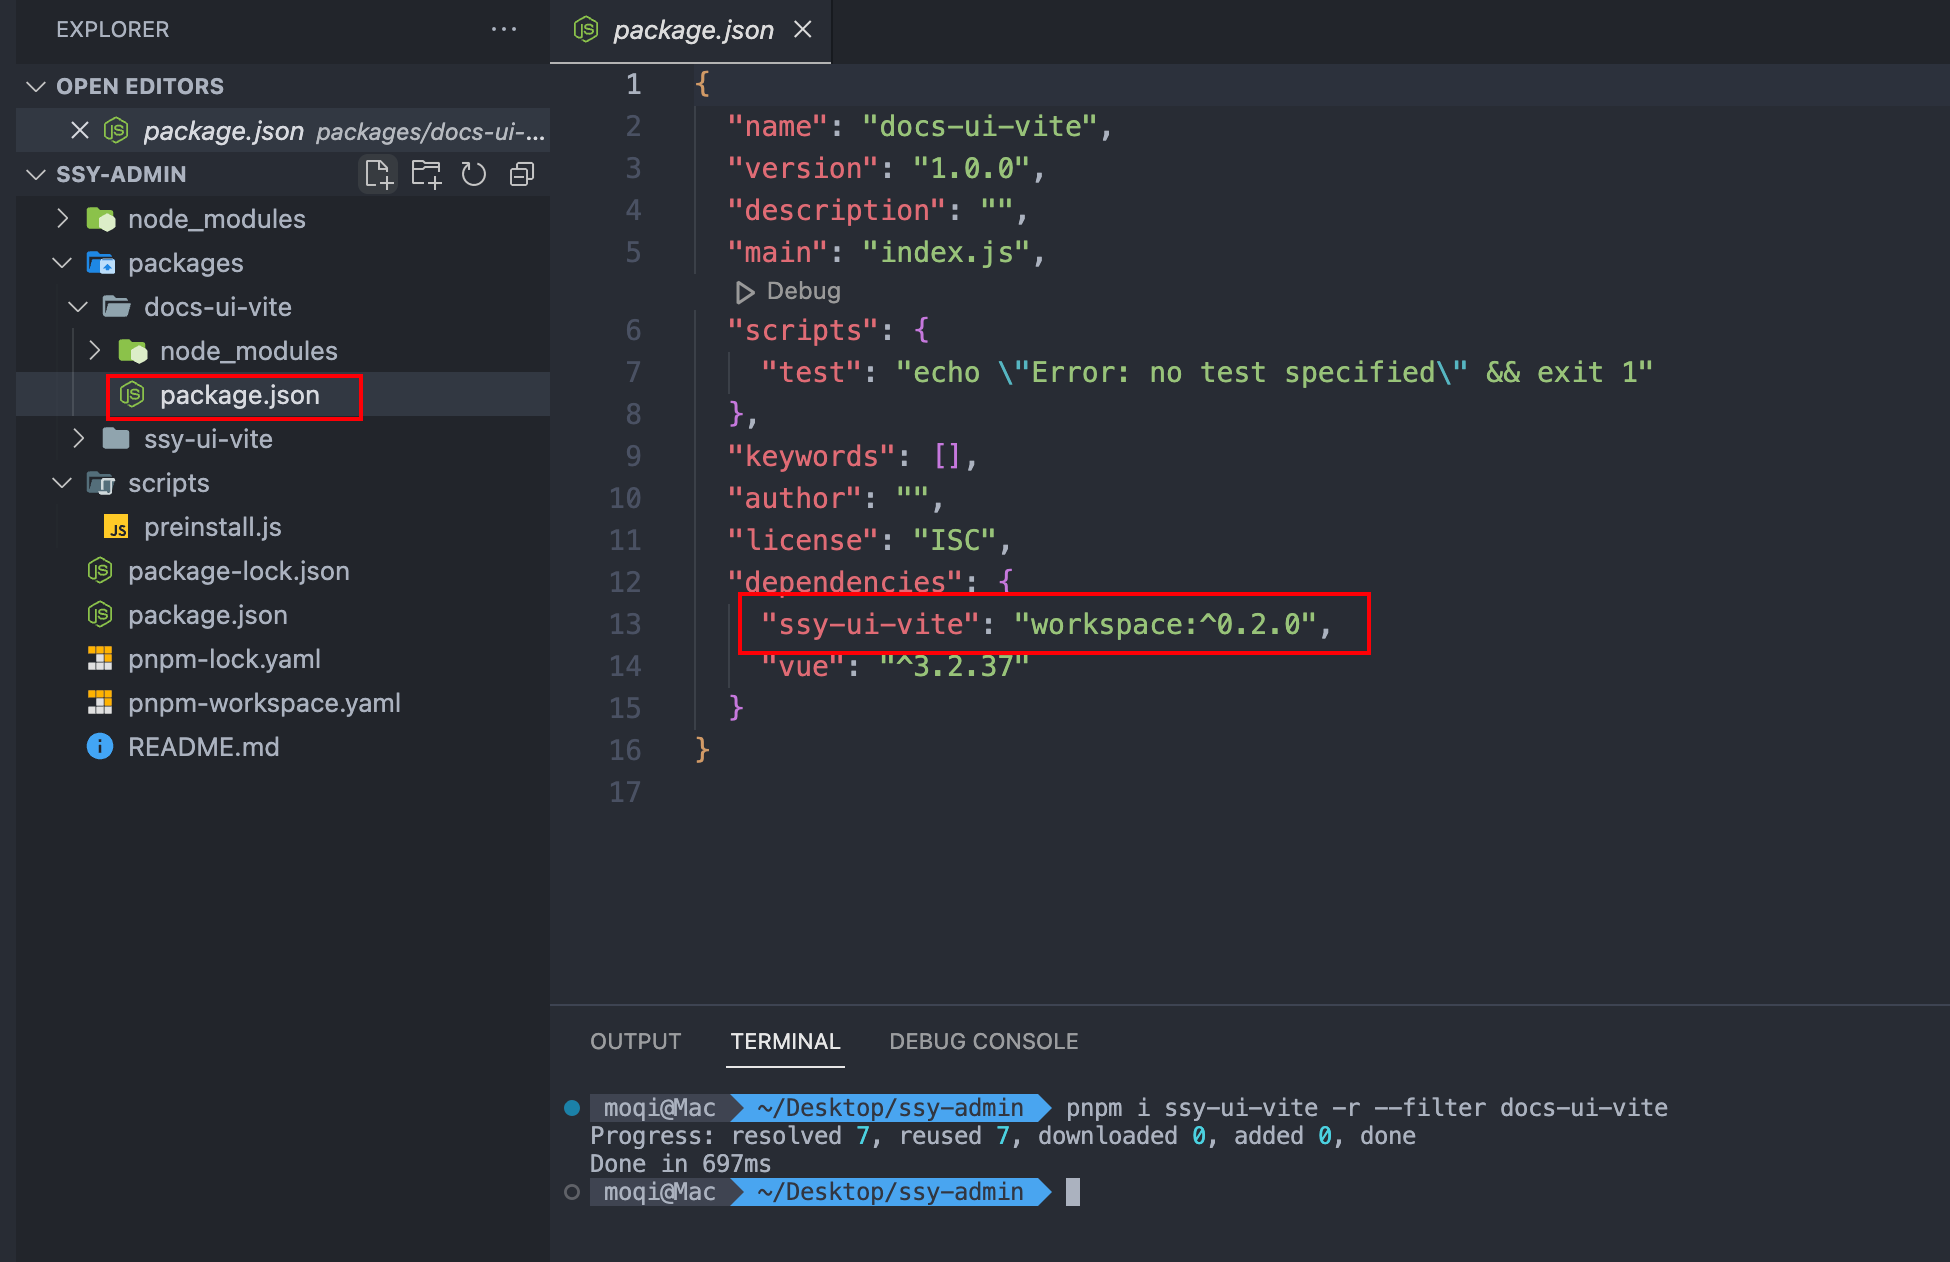 EXPLORER
OPEN EDITORS
package.json packages/docs-ui-...
SSY-ADMIN
node_modules
packages
docs-ui-vite
node_modules
package.json
ssy-ui-vite
scripts
preinstall.js
package-lock.json
package.json
pnpm-lock.yaml
pnpm-workspace.yaml
README.md
package.json
1 {
2 "name": "docs-ui-vite",
3 "version": "1.0.0",
4 "description": "",
5 "main": "index.js",
Debug
6 "scripts": {
7 "test": "echo \"Error: no test specified\" && exit 1"
8 },
9 "keywords": [],
10 "author": "",
11 "license": "ISC",
12 "dependencies": {
13 "ssy-ui-vite": "workspace:^0.2.0",
14 "vue": "^3.2.37"
15 }
16 }
17
OUTPUT TERMINAL DEBUG CONSOLE
moqi@Mac ~/Desktop/ssy-admin pnpm i ssy-ui-vite -r --filter docs-ui-vite
Progress: resolved 7, reused 7, downloaded 0, added 0, done
Done in 697ms
moqi@Mac ~/Desktop/ssy-admin